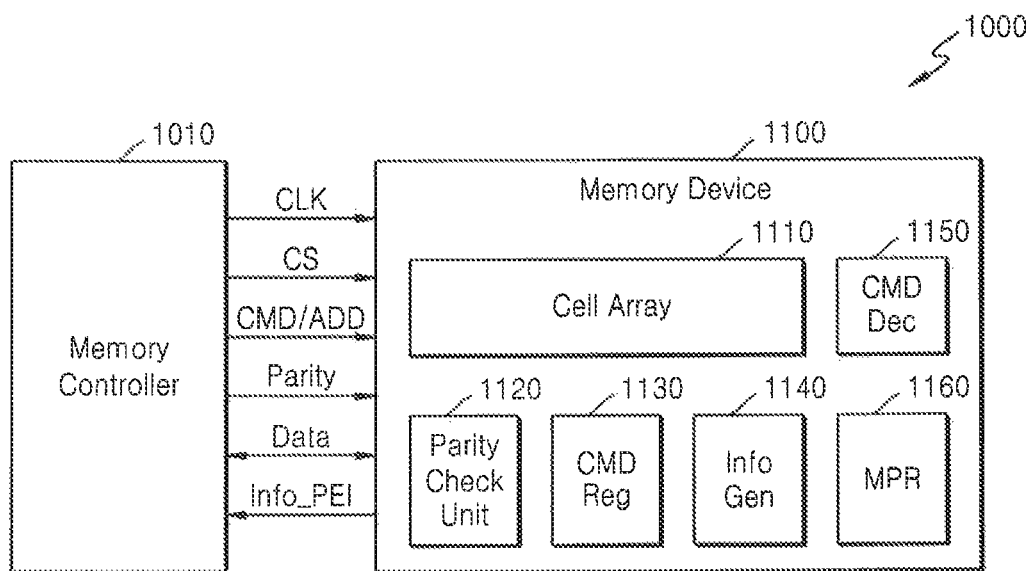 1000
1010
1100
Memory Device
CLK
1110
1150
CS
Cell Array
CMD
Dec
CMD/ADD
Memory
Controller
Parity
1120
1130
1140
1160
Data
Parity
Check
Unit
CMD
Reg
Info
Gen
MPR
Info_PEI